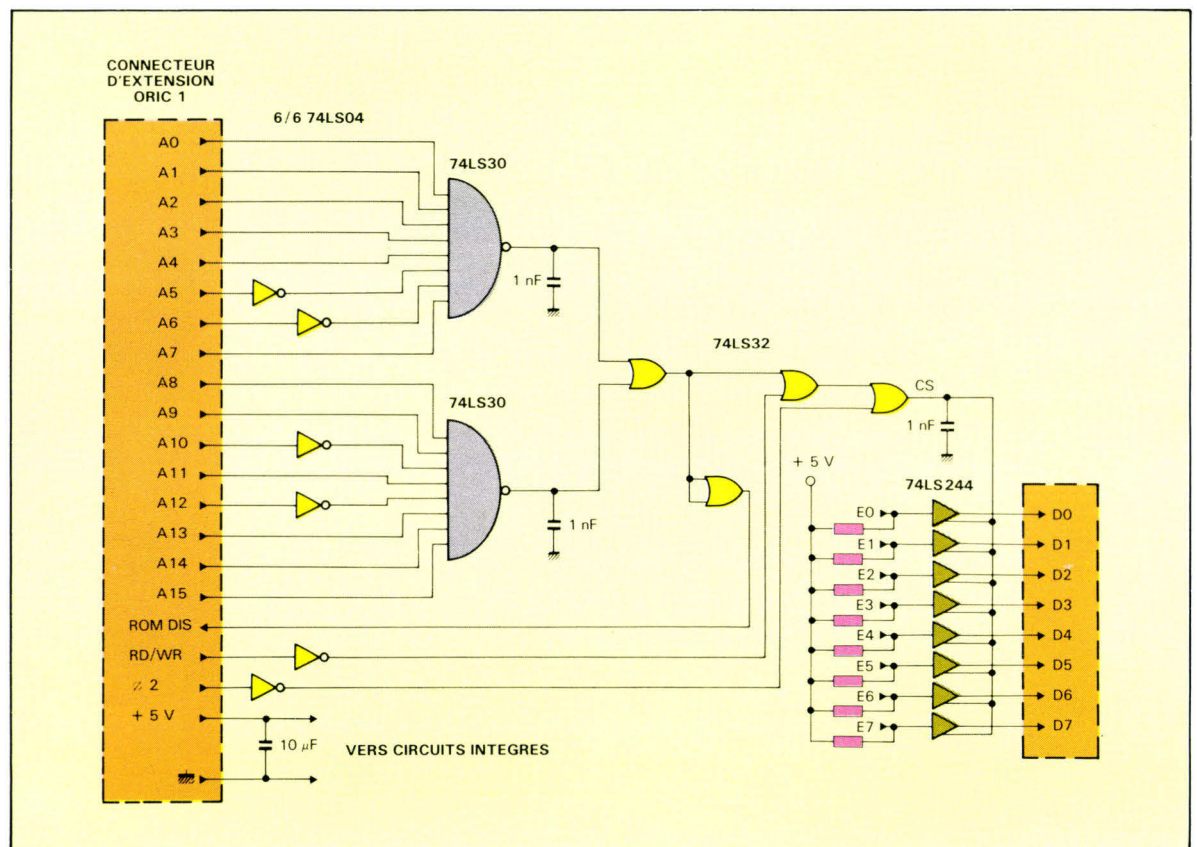 CONNECTEUR
D'EXTENSION
ORIC 1
6/6 74LS04
A0
A1
A2
A3
A4
A5
A6
A7
A8
A9
A10
A11
A12
A13
A14
A15
ROM DIS
RD/WR
2
+ 5 V
74LS30
1 nF
74LS30
1 nF
74LS32
CS
1 nF
+ 5 V
74LS244
E0
E1
E2
E3
E4
E5
E6
E7
D0
D1
D2
D3
D4
D5
D6
D7
10 µF
VERS CIRCUITS INTEGRES